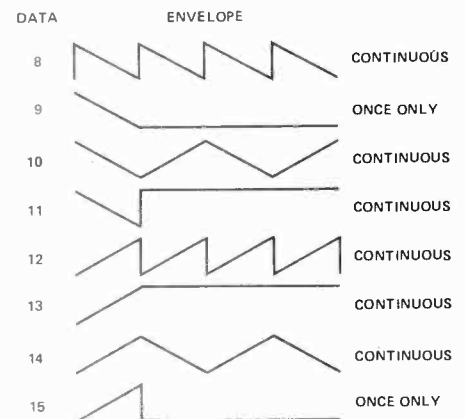 DATA ENVELOPE
8 CONTINUOUS
9 ONCE ONLY
10 CONTINUOUS
11 CONTINUOUS
12 CONTINUOUS
13 CONTINUOUS
14 CONTINUOUS
15 ONCE ONLY